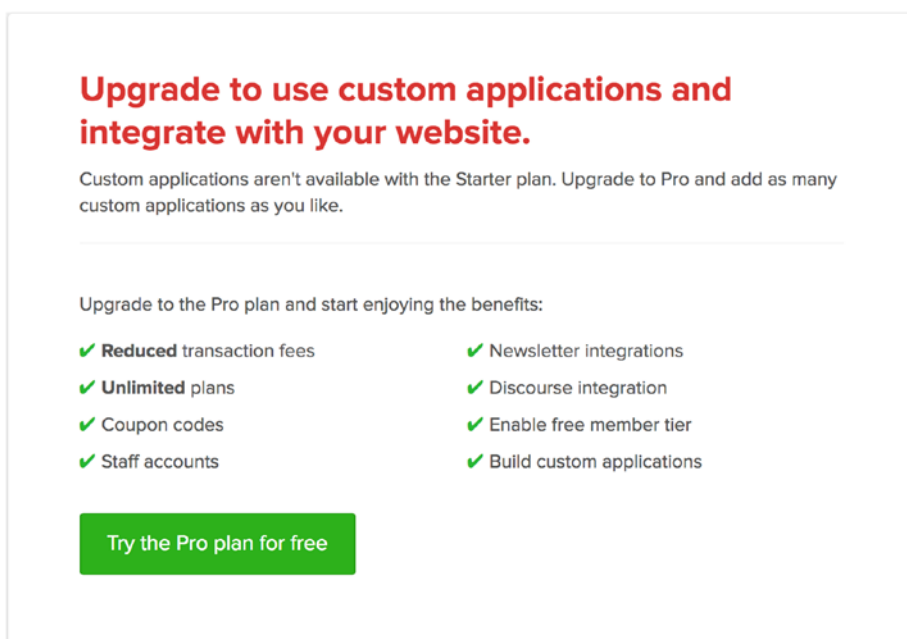 Upgrade to use custom applications and
integrate with your website.
Custom applications aren't available with the Starter plan. Upgrade to Pro and add as many
custom applications as you like.
Upgrade to the Pro plan and start enjoying the benefits:
✔ Reduced transaction fees
✔ Unlimited plans
✔ Coupon codes
✔ Staff accounts
✔ Newsletter integrations
✔ Discourse integration
✔ Enable free member tier
✔ Build custom applications
Try the Pro plan for free